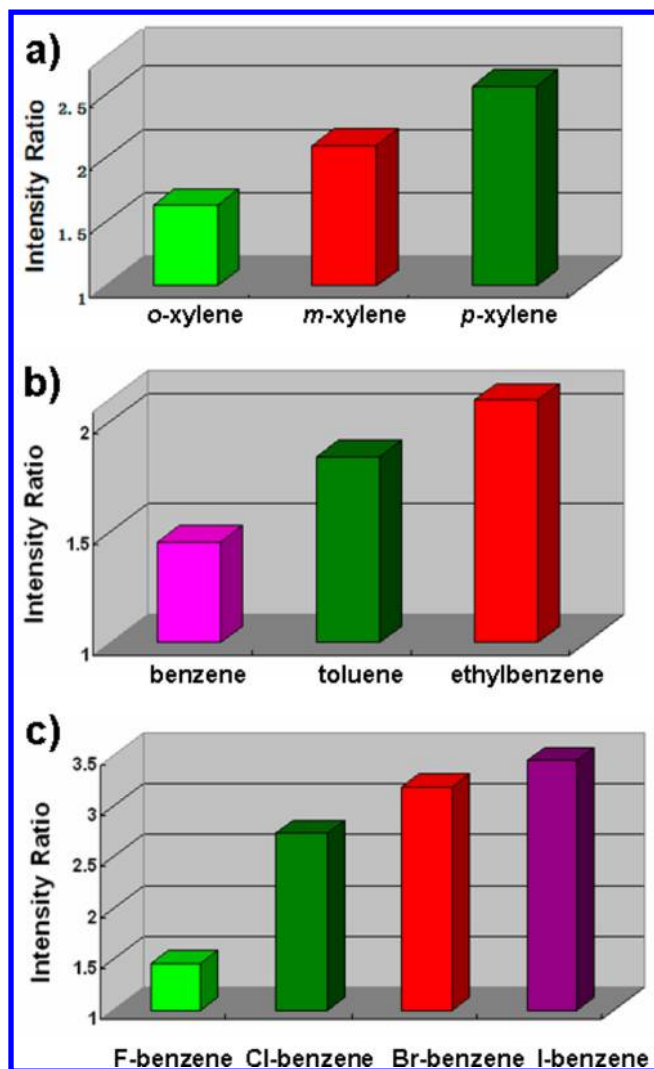 a)
Intensity Ratio
2.5
2
1.5
1
o-xylene m-xylene p-xylene
b)
Intensity Ratio
2
1.5
1
benzene toluene ethylbenzene
c)
Intensity Ratio
3.5
3
2.5
2
1.5
1
F-benzene Cl-benzene Br-benzene I-benzene